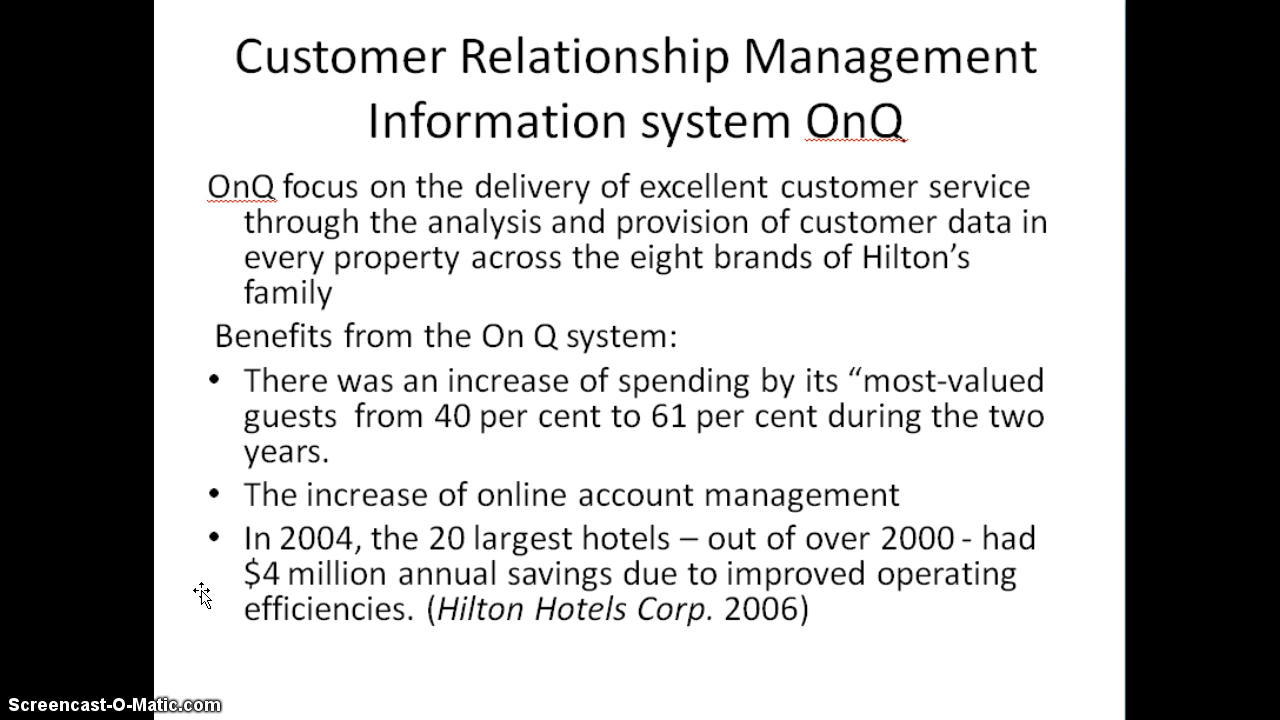 Customer Relationship Management
Information system OnQ
OnQ focus on the delivery of excellent customer service
through the analysis and provision of customer data in
every property across the eight brands of Hilton’s
family
Benefits from the On Q system:
• There was an increase of spending by its “most-valued
guests  from 40 per cent to 61 per cent during the two
years.
• The increase of online account management
• In 2004, the 20 largest hotels – out of over 2000 - had
$4 million annual savings due to improved operating
efficiencies. (Hilton Hotels Corp. 2006)
Screencast-O-Matic.com